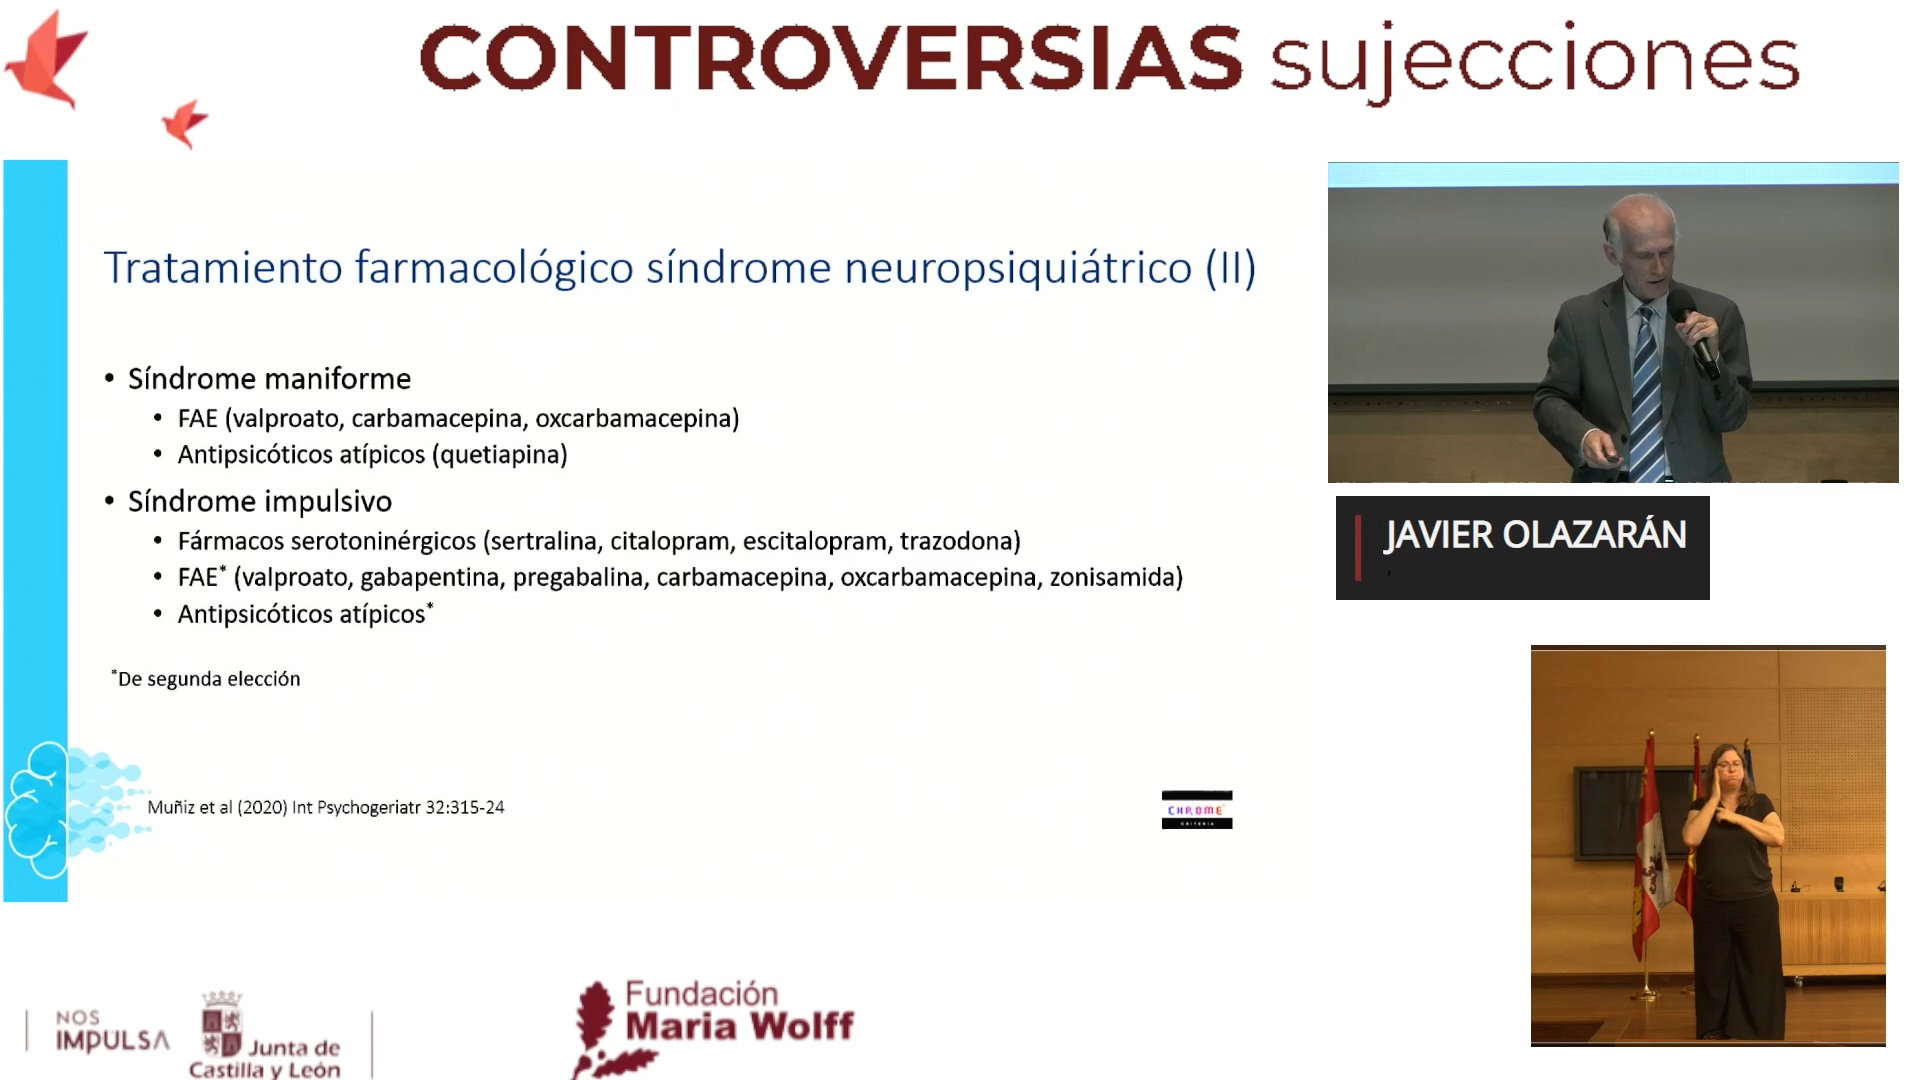 CONTROVERSIAS sujecciones
Tratamiento farmacológico síndrome neuropsiquiátrico (II)
• Síndrome maniforme
• FAE (valproato, carbamacepina, oxcarbamacepina)
• Antipsicóticos atípicos (quetiapina)
• Síndrome impulsivo
• Fármacos serotoninérgicos (sertralina, citalopram, escitalopram, trazodona)
• FAE* (valproato, gabapentina, pregabalina, carbamacepina, oxcarbamacepina, zonisamida)
• Antipsicóticos atípicos*
*De segunda elección
Muñiz et al (2020) Int Psychogeriatr 32:315-24
CHROME
CRITERIA
JAVIER OLAZARÁN
,
NOS
IMPULSA
Junta de
Castilla y León
Fundación
Maria Wolff